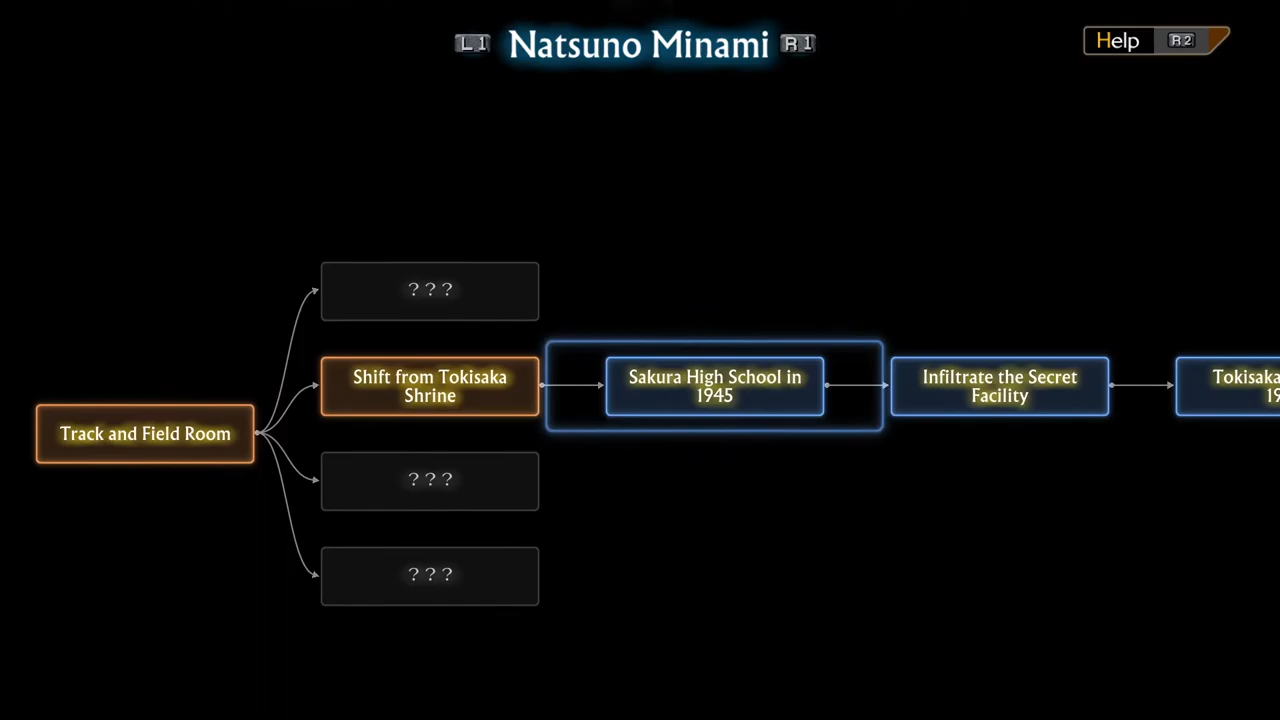 L1 Natsuno Minami R1
Help R2
? ? ?
Shift from Tokisaka
Shrine
Sakura High School in
1945
Infiltrate the Secret
Facility
Tokisaka
19
Track and Field Room
? ? ?
? ? ?